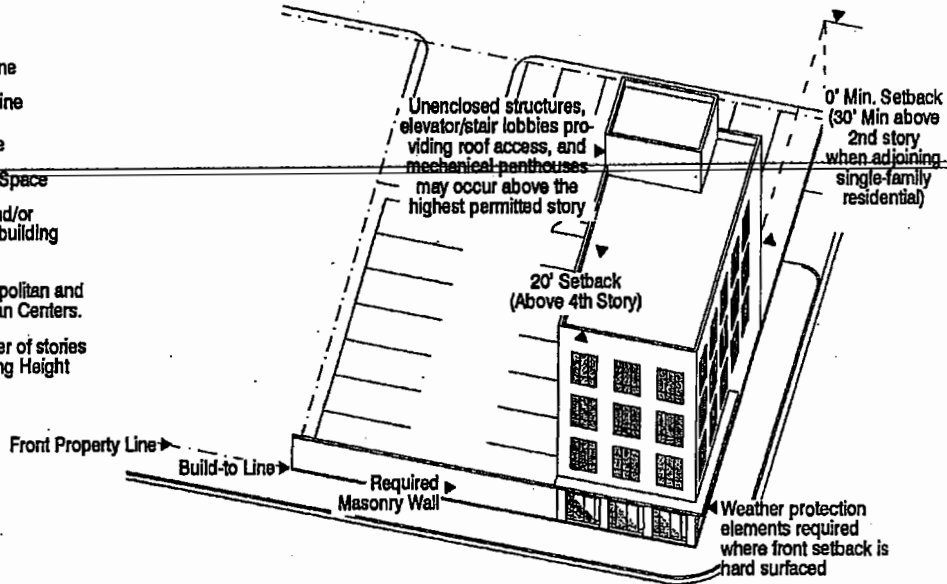 ne
ine
e
Space
nd/or
building
politan and
an Centers.
er of stories
ng Height
Unenclosed structures,
elevator/stair lobbies pro-
viding roof access, and
mechanical penthouses
may occur above the
highest permitted story
0' Min. Setback
(30' Min above
2nd story
when adjoining
single-family
residential)
20' Setback
(Above 4th Story)
Front Property Line
Build-to Line
Required
Masonry Wall
Weather protection
elements required
where front setback is
hard surfaced